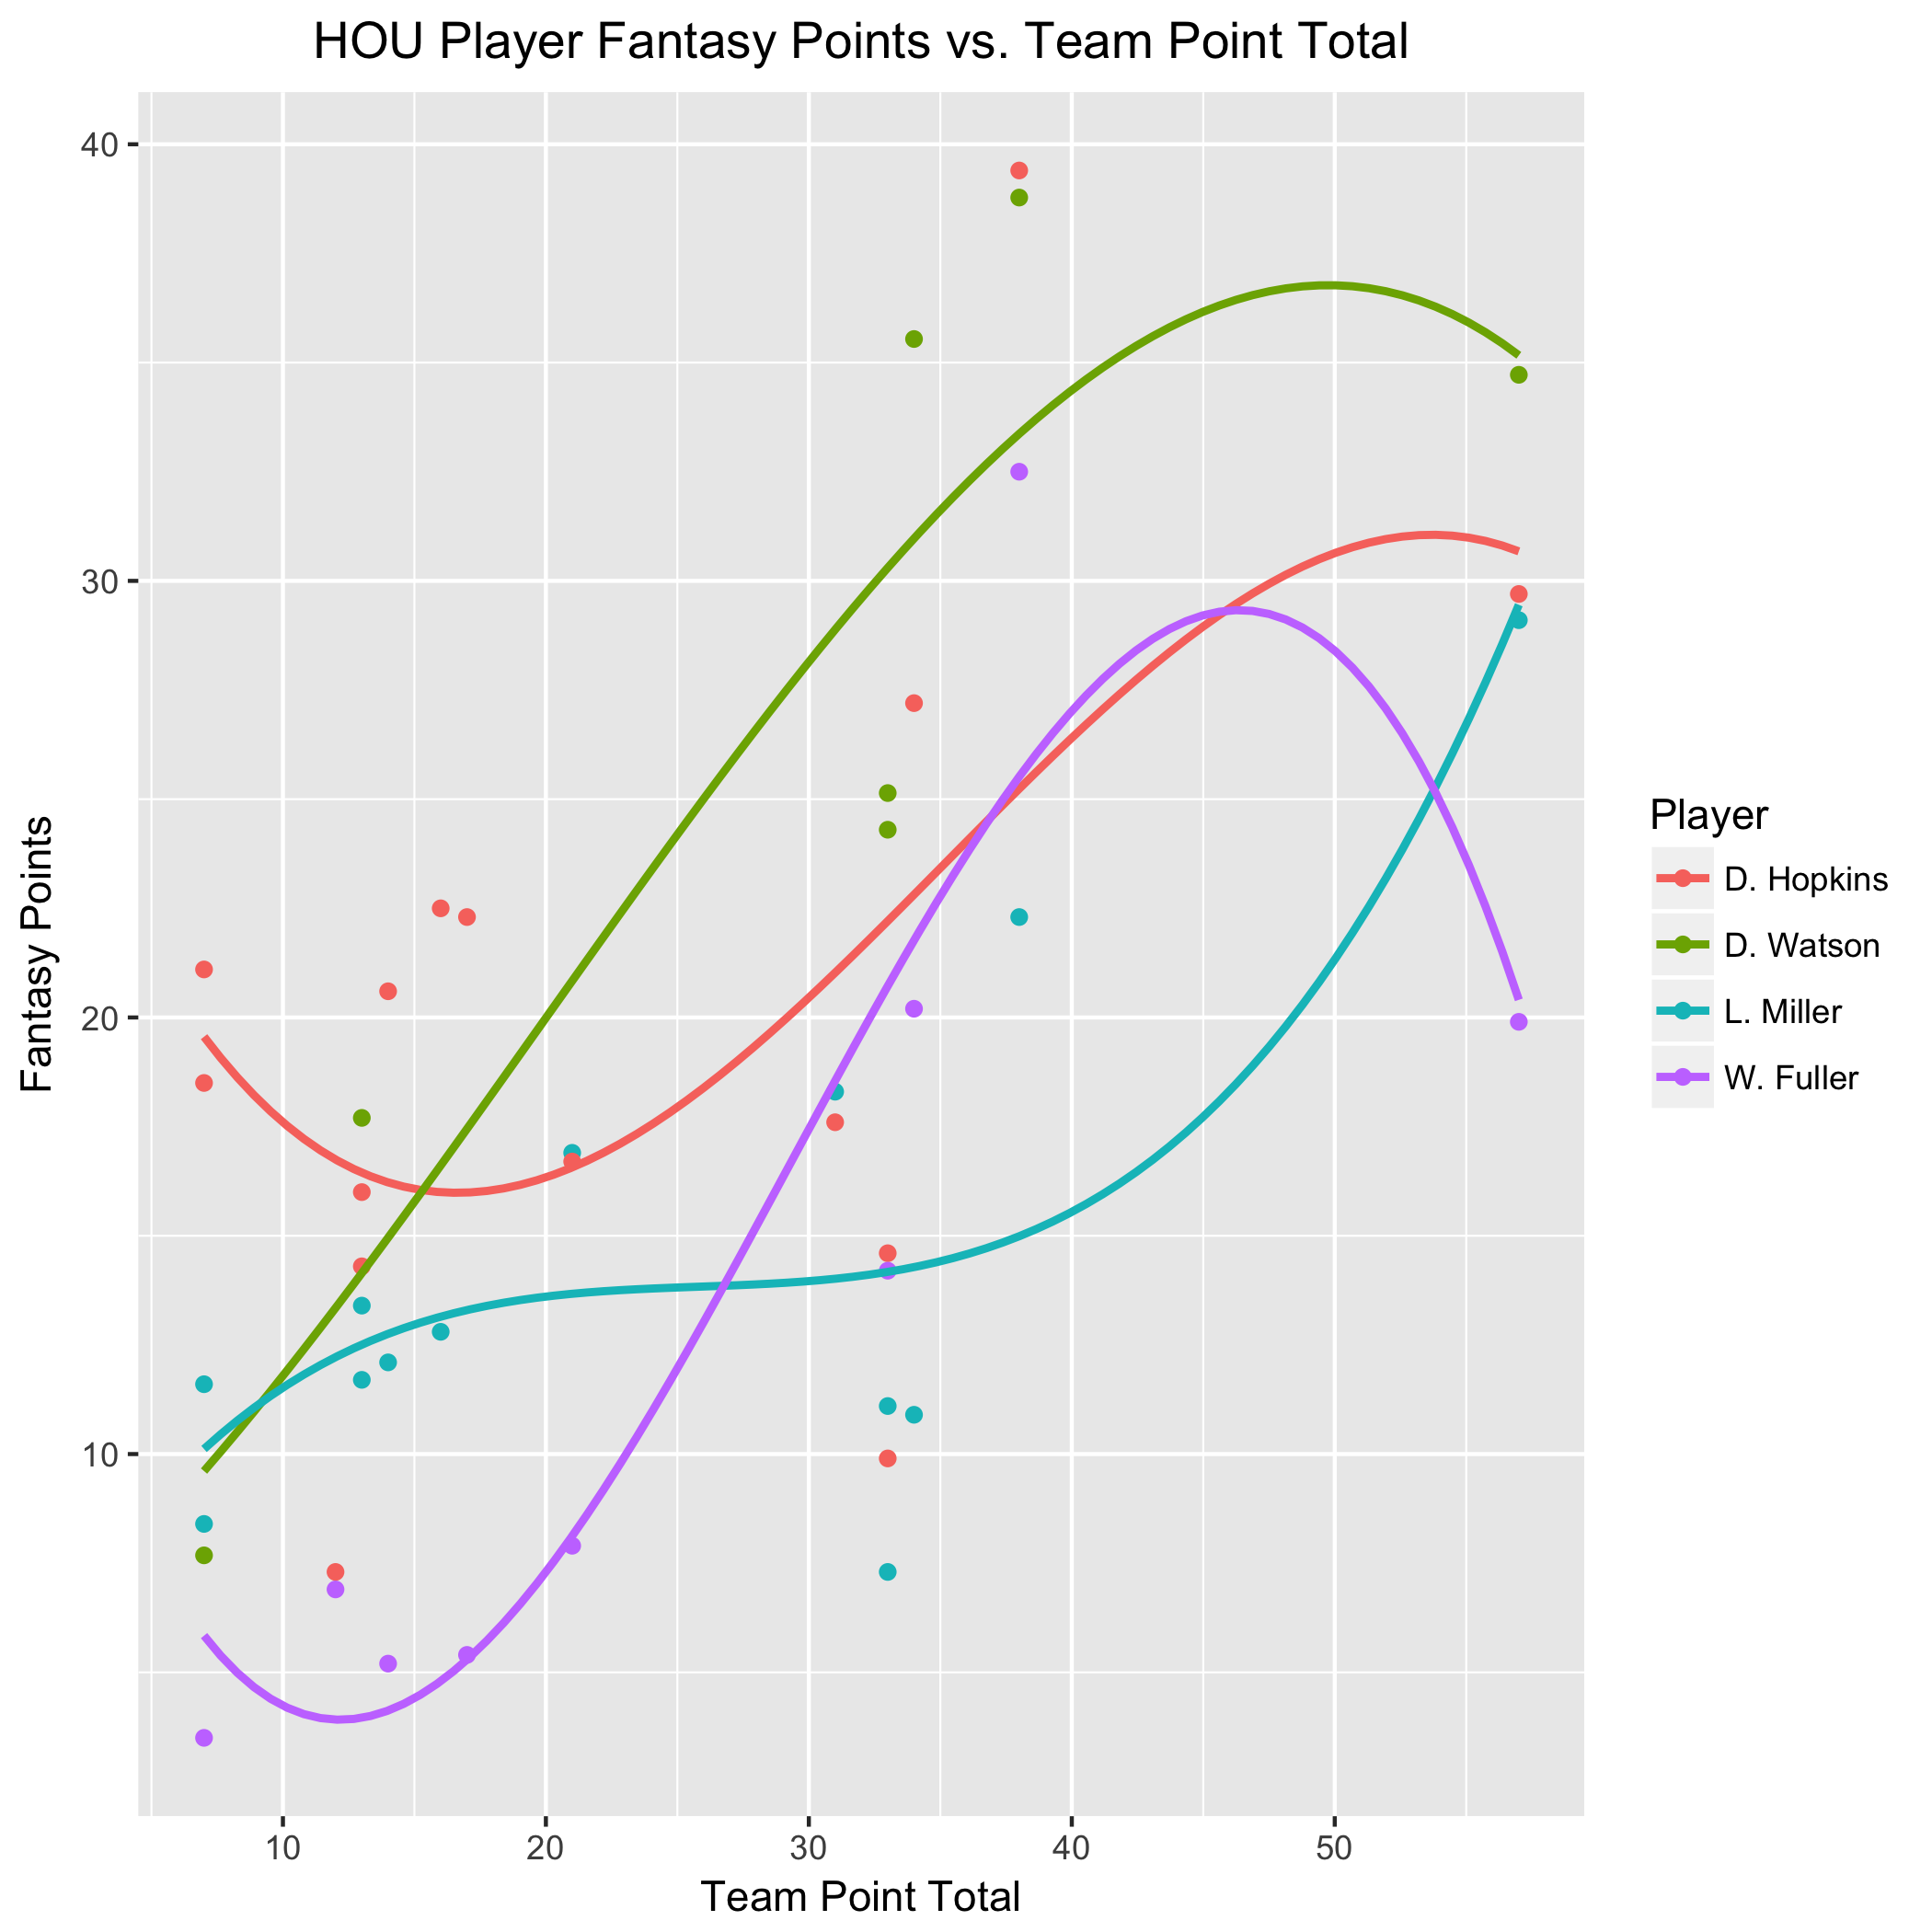 HOU Player Fantasy Points vs. Team Point Total
Fantasy Points
40
30
20
10
10
20
30
40
50
Team Point Total
Player
D. Hopkins
D. Watson
L. Miller
W. Fuller